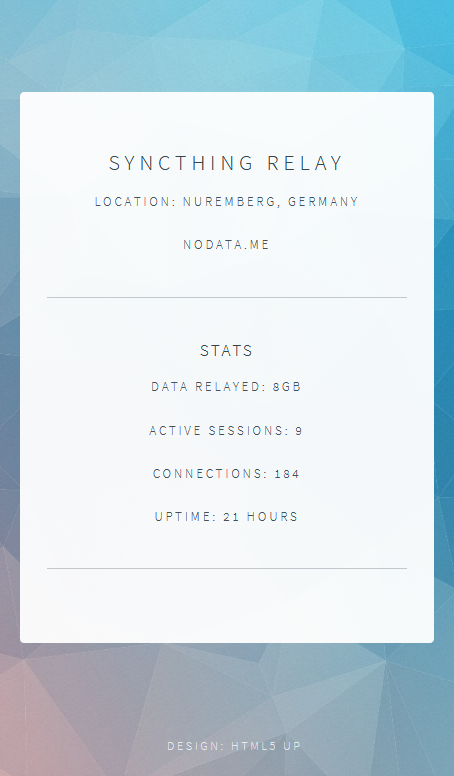 SYNCTHING RELAY
LOCATION: NUREMBERG, GERMANY
NODATA.ME
STATS
DATA RELAYED: 8GB
ACTIVE SESSIONS: 9
CONNECTIONS: 184
UPTIME: 21 HOURS
DESIGN: HTML5 UP